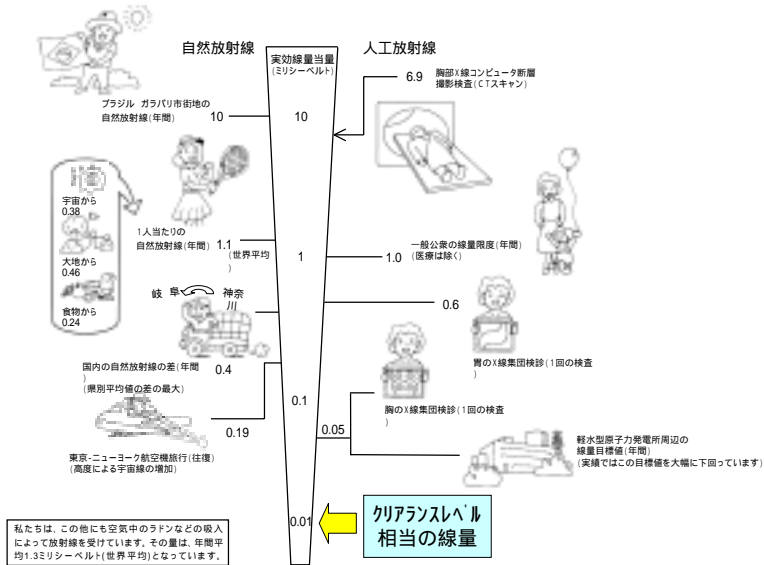 自然放射線
実効線量当量
(ミリシーベルト)
人工放射線
ブラジル ガラパリ市街地の
自然放射線(年間)
10
10
6.9
胸部X線コンピュータ断層
撮影検査(CTスキャン)
宇宙から
0.38
大地から
0.46
食物から
0.24
1人当たりの
自然放射線(年間)
1.1
(世界平均
)
1
1.0
一般公衆の線量限度(年間)
(医療は除く)
岐阜
神奈
川
国内の自然放射線の差(年間
)
(県別平均値の差の最大)
0.4
0.6
胃のX線集団検診(1回の検査
)
0.1
胸のX線集団検診(1回の検査
)
0.19
東京-ニューヨーク航空機旅行(往復)
(高度による宇宙線の増加)
0.05
軽水型原子力発電所周辺の
線量目標値(年間)
(実績ではこの目標値を大幅に下回っています)
0.01
クリアランスレベル
相当の線量
私たちは、この他にも空気中のラドンなどの吸入
によって放射線を受けています。その量は、年間平
均1.3ミリシーベルト(世界平均)となっています。